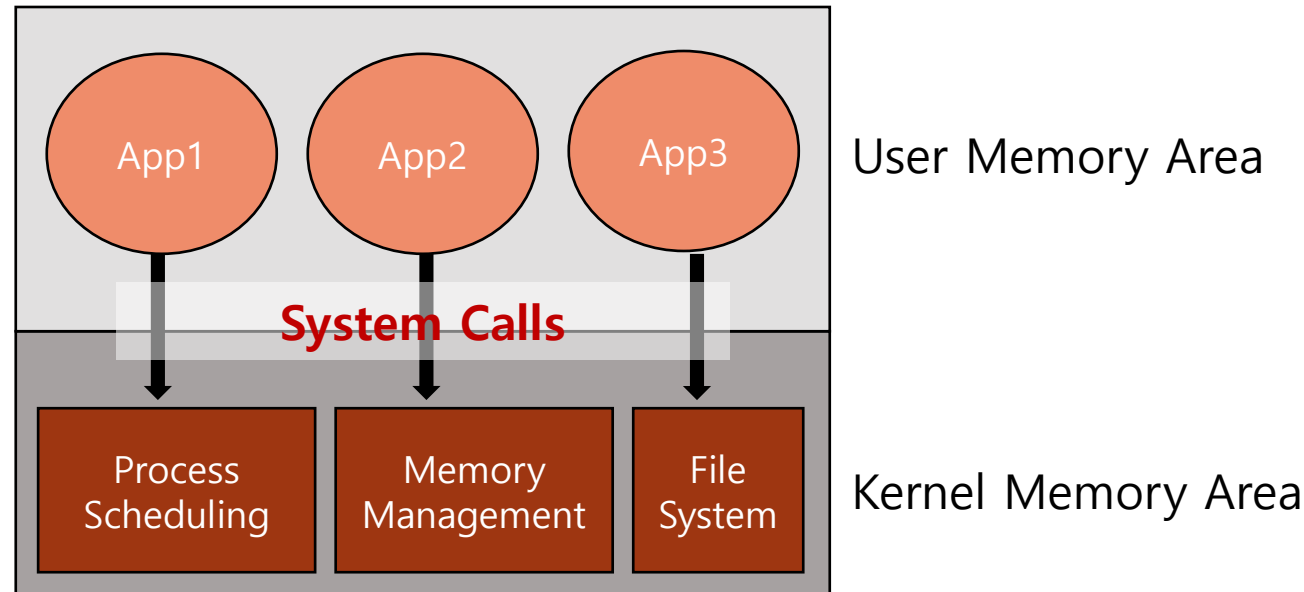 App1
App2
App3
User Memory Area
System Calls
Process
Scheduling
Memory
Management
File
System
Kernel Memory Area